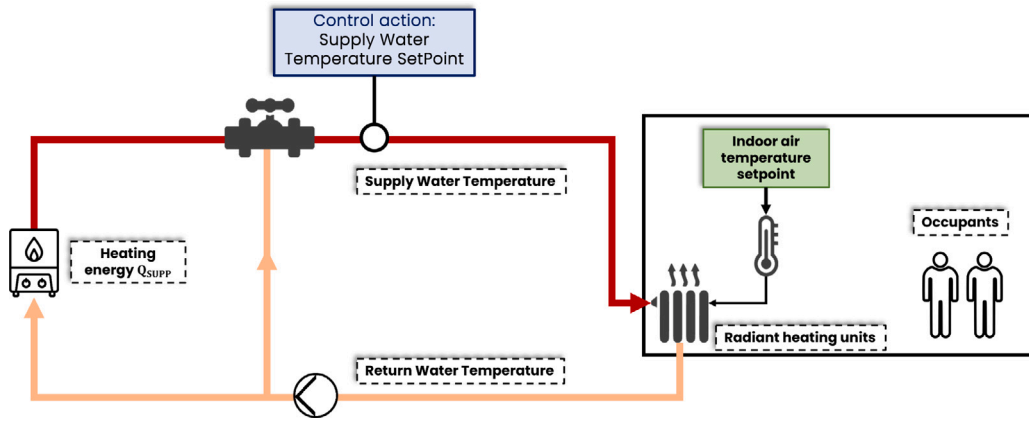 Control action:
Supply Water
Temperature SetPoint
Indoor air
temperature
setpoint
Supply Water Temperature
Occupants
Heating
energy Q_SUPP
Radiant heating units
Return Water Temperature